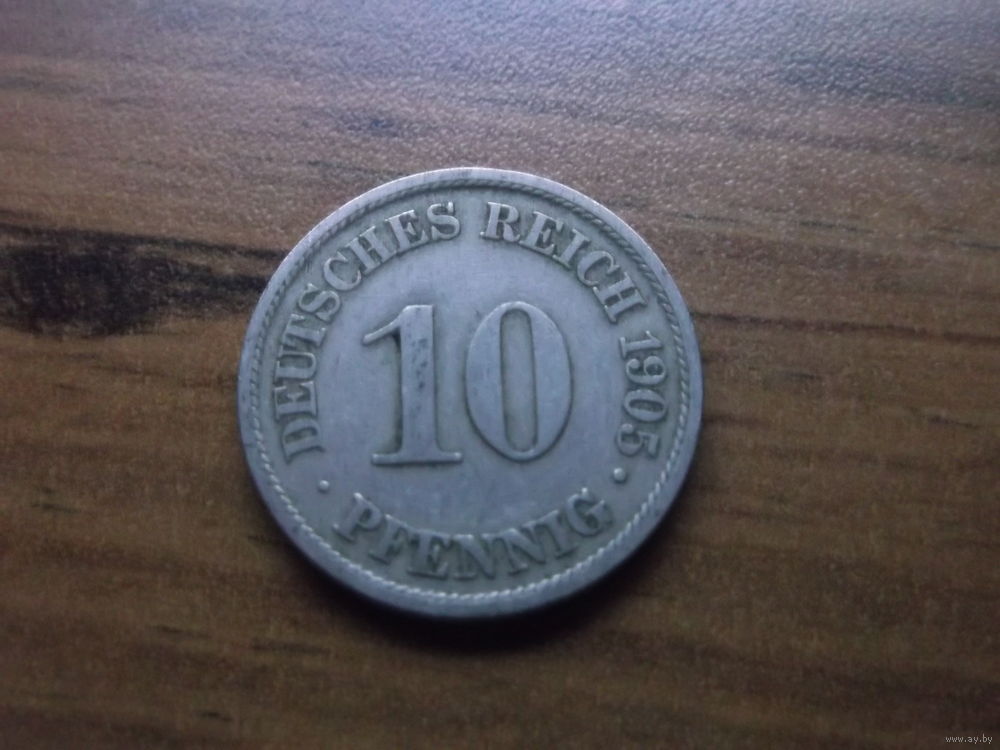 DEUTSCHES REICH 1905
10
· PFENNIG ·
www.ay.by